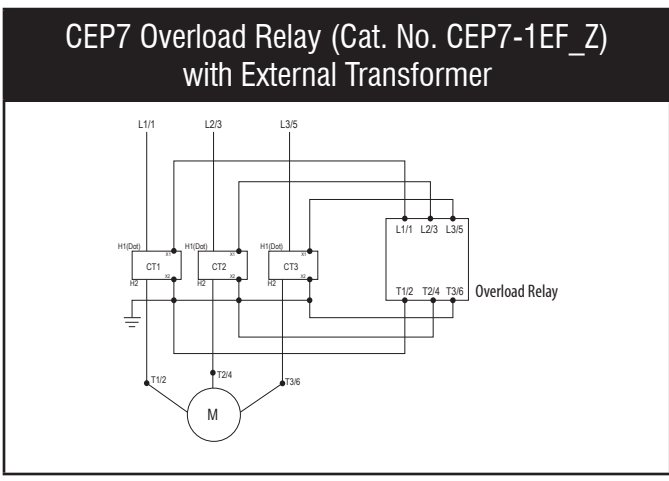 CEP7 Overload Relay (Cat. No. CEP7-1EF_Z)
with External Transformer
L1/1 L2/3 L3/5
L1/1 L2/3 L3/5
H1(Dot) X1 H1(Dot) X1 H1(Dot) X1
CT1 CT2 CT3
H2 X2 H2 X2 H2 X2
T1/2 T2/4 T3/6 Overload Relay
T1/2 T2/4 T3/6
M